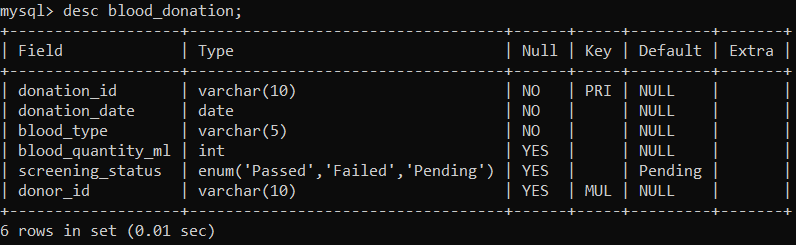 mysql> desc blood_donation;
+-------------------+-----------------------------------+------+-----+---------+-------+
| Field             | Type                              | Null | Key | Default | Extra |
+-------------------+-----------------------------------+------+-----+---------+-------+
| donation_id       | varchar(10)                       | NO   | PRI | NULL    |       |
| donation_date     | date                              | NO   |     | NULL    |       |
| blood_type        | varchar(5)                        | NO   |     | NULL    |       |
| blood_quantity_ml | int                               | YES  |     | NULL    |       |
| screening_status  | enum('Passed','Failed','Pending') | YES  |     | Pending |       |
| donor_id          | varchar(10)                       | YES  | MUL | NULL    |       |
+-------------------+-----------------------------------+------+-----+---------+-------+
6 rows in set (0.01 sec)